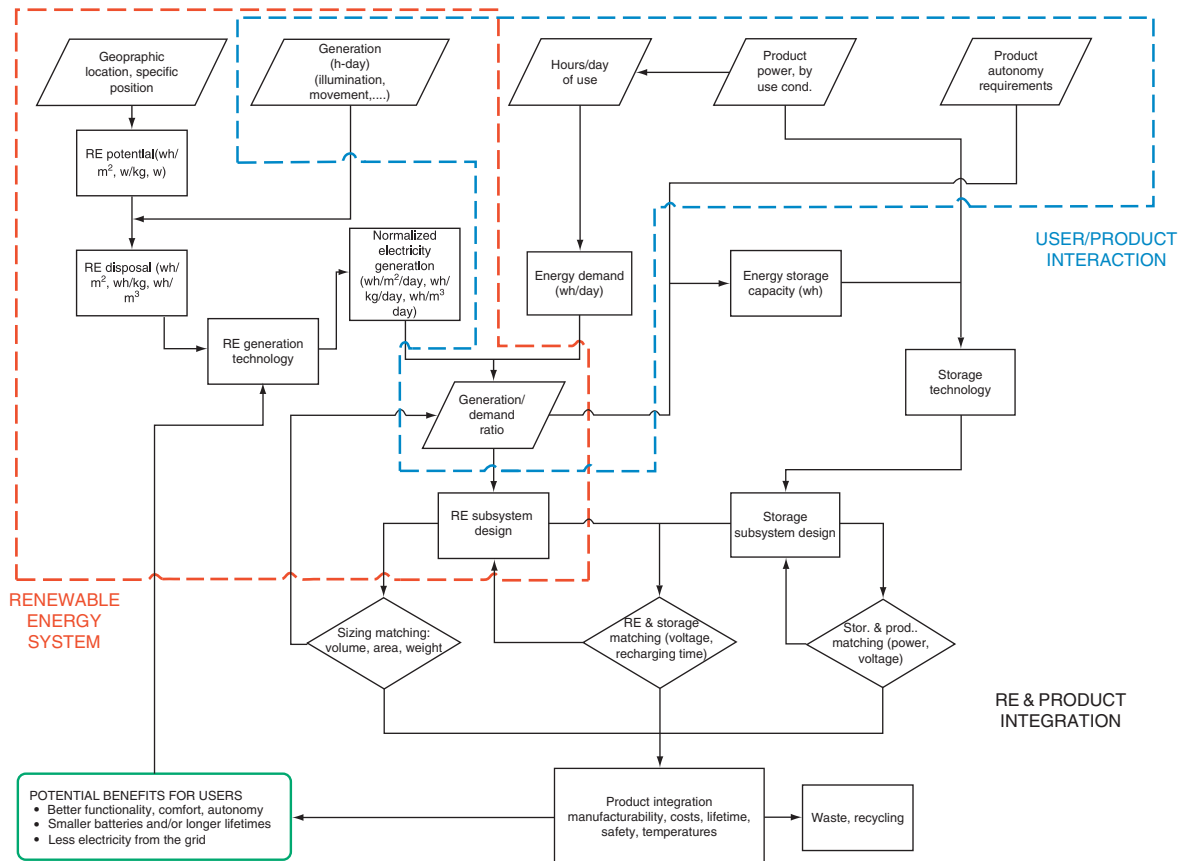 Geographic
location, specific
position
Generation
(h-day)
(illumination,
movement,....)
Hours/day
of use
Product
power, by
use cond.
Product
autonomy
requirements
RE potential(wh/
m², w/kg, w)
USER/PRODUCT
INTERACTION
RE disposal (wh/
m², wh/kg, wh/
m³
Normalized
electricity
generation
(wh/m²/day, wh/
kg/day, wh/m³
day)
Energy demand
(wh/day)
Energy storage
capacity (wh)
RE generation
technology
Storage
technology
Generation/
demand
ratio
RE subsystem
design
Storage
subsystem design
RENEWABLE
ENERGY
SYSTEM
Sizing matching:
volume, area, weight
RE & storage
matching (voltage,
recharging time)
Stor. & prod..
matching (power,
voltage)
RE & PRODUCT
INTEGRATION
POTENTIAL BENEFITS FOR USERS
• Better functionality, comfort, autonomy
• Smaller batteries and/or longer lifetimes
• Less electricity from the grid
Product integration
manufacturability, costs, lifetime,
safety, temperatures
Waste, recycling